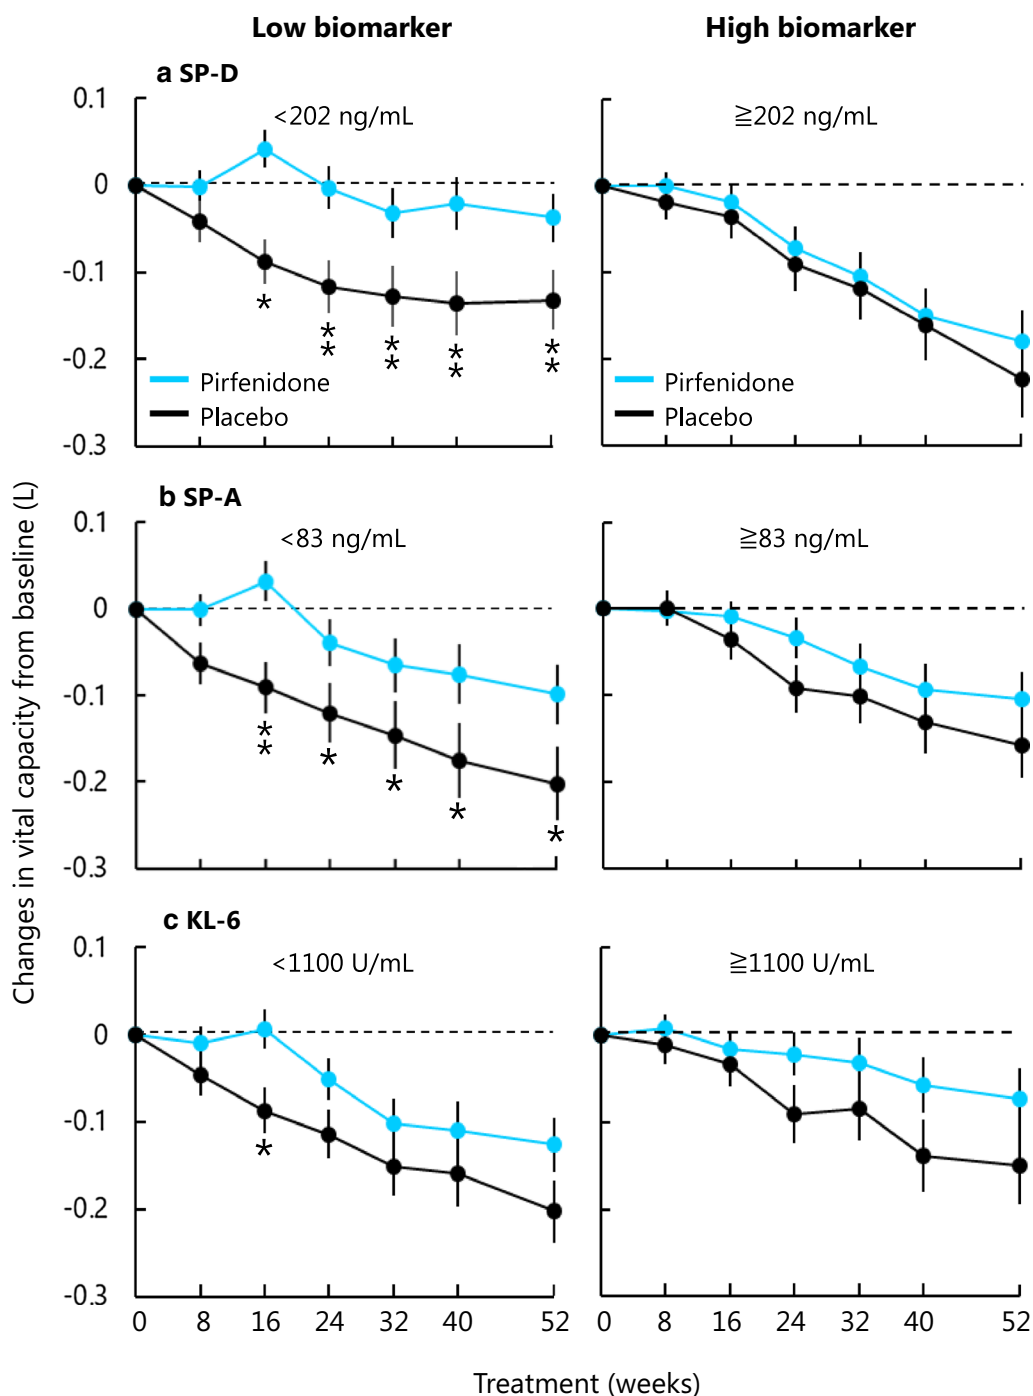 Low biomarker High biomarker
a SP-D
<202 ng/mL ≧202 ng/mL
0.1
0
-0.1
-0.2
-0.3
Pirfenidone
Placebo
*
*
*
*
*
*
*
*
*
Pirfenidone
Placebo
Changes in vital capacity from baseline (L)
b SP-A
<83 ng/mL ≧83 ng/mL
0.1
0
-0.1
-0.2
-0.3
*
*
*
*
*
*
c KL-6
<1100 U/mL ≧1100 U/mL
0.1
0
-0.1
-0.2
-0.3
*
0 8 16 24 32 40 52 0 8 16 24 32 40 52
Treatment (weeks)